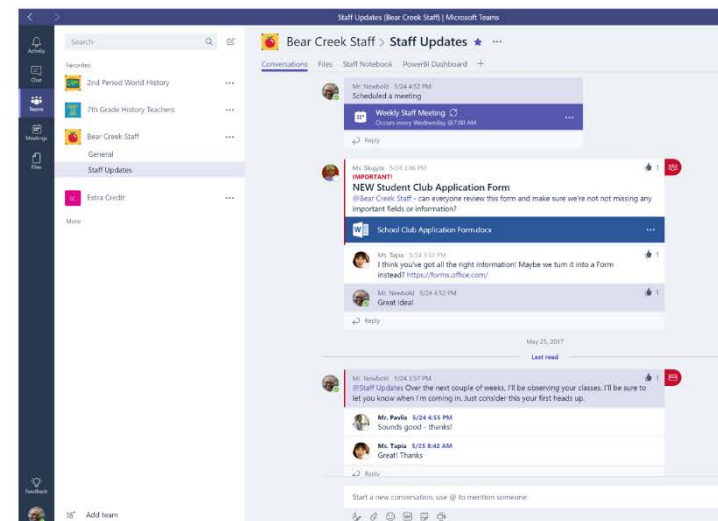 Staff Updates (Bear Creek Staff) | Microsoft Teams
Activity
Chat
Teams
Meetings
Files
Feedback
Search
Favorites
2nd Period World History
7th Grade History Teachers
Bear Creek Staff
General
Staff Updates
Extra Credit
More
Add team
Bear Creek Staff > Staff Updates
Conversations Files Staff Notebook PowerBI Dashboard +
Mr. Newbold 5/24 4:52 PM
Scheduled a meeting
Weekly Staff Meeting
Occurs every Wednesday @7:00 AM
Reply
Ms. Skapyte 5/24 3:46 PM
1
IMPORTANT!
NEW Student Club Application Form
@Bear Creek Staff - can everyone review this form and make sure we're not not missing any
important fields or information?
School Club Application Form.docx
Ms. Tapia 5/24 3:52 PM
1
I think you've got all the right information! Maybe we turn it into a Form
instead? https://forms.office.com/
Mr. Newbold 5/24 4:52 PM
1
Great idea!
Reply
May 25, 2017
Last read
Mr. Newbold 5/24 3:57 PM
1
@Staff Updates Over the next couple of weeks, I'll be observing your classes. I'll be sure to
let you know when I'm coming in. Just consider this your first heads up.
Mr. Pavlis 5/24 4:55 PM
Sounds good - thanks!
Ms. Tapia 5/25 8:42 AM
Great! Thanks
Reply
Start a new conversation, use @ to mention someone